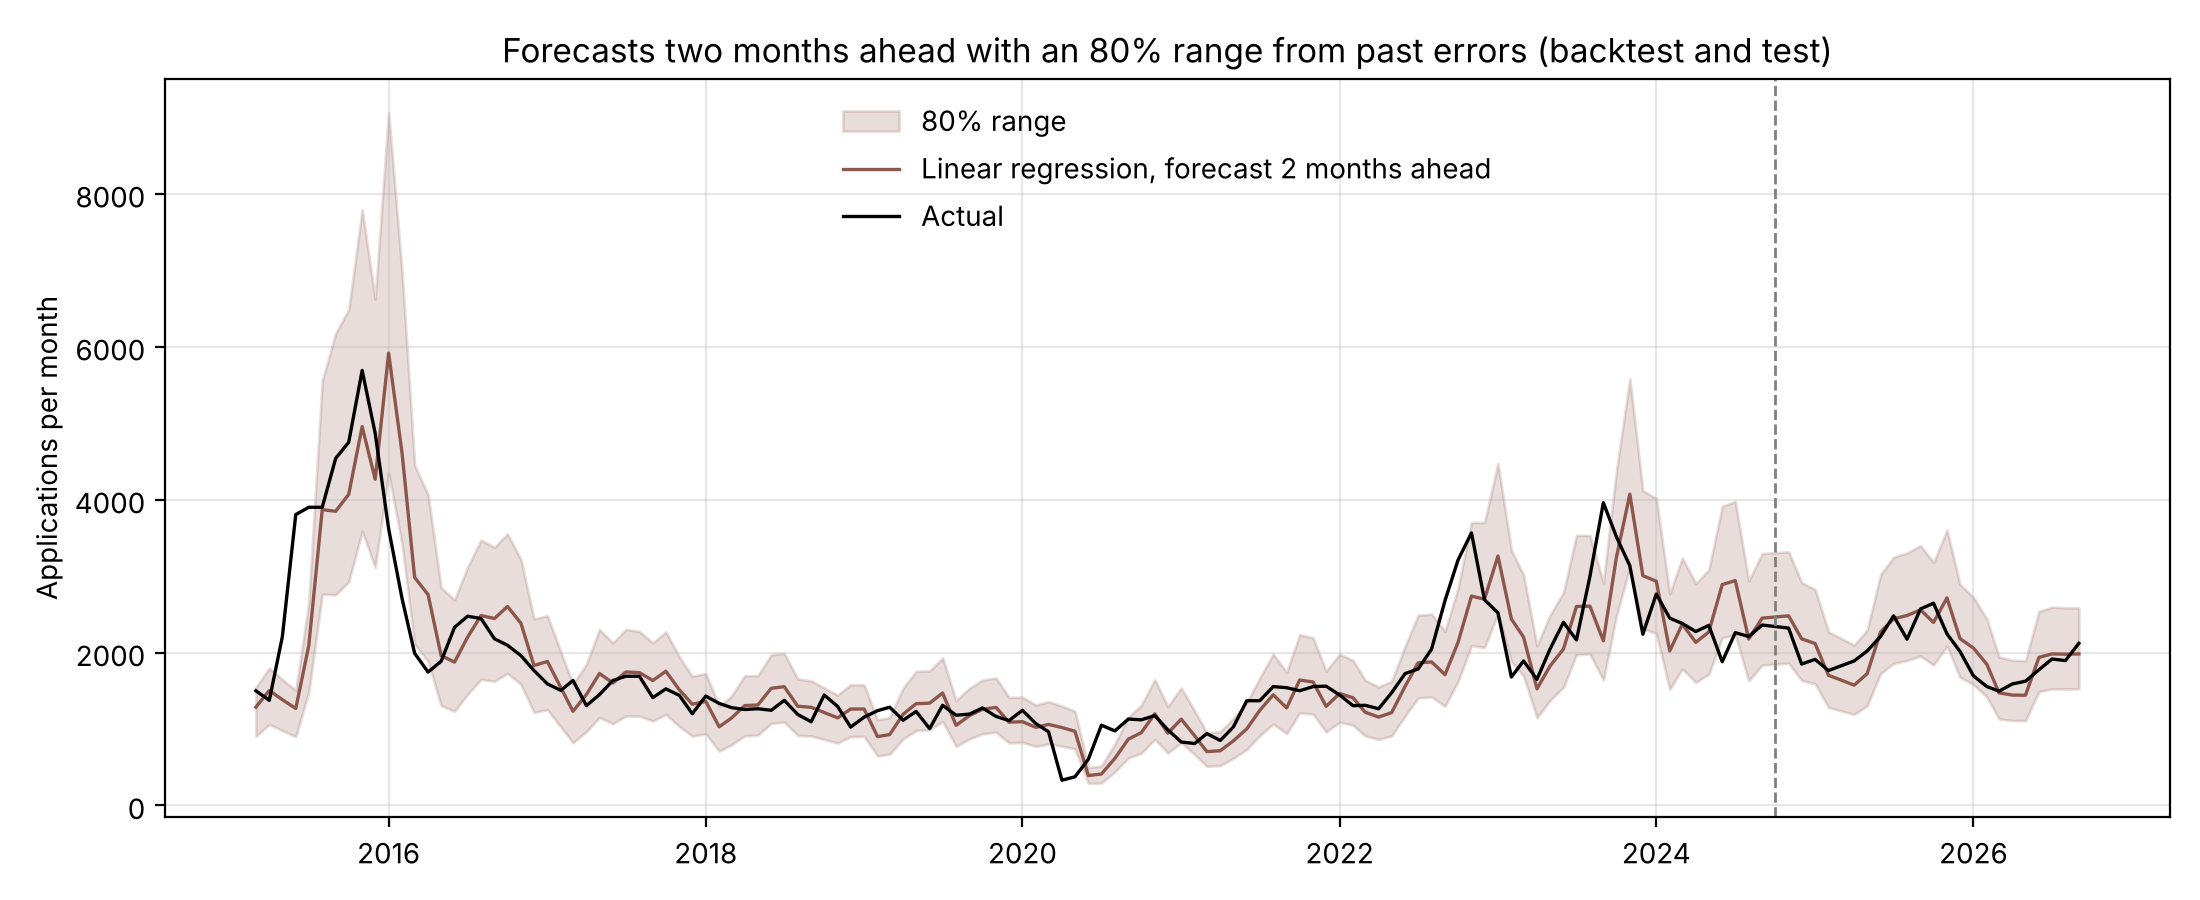 Forecasts two months ahead with an 80% range from past errors (backtest and test)
80% range
Linear regression, forecast 2 months ahead
Actual
Applications per month
8000
6000
4000
2000
0
2016
2018
2020
2022
2024
2026